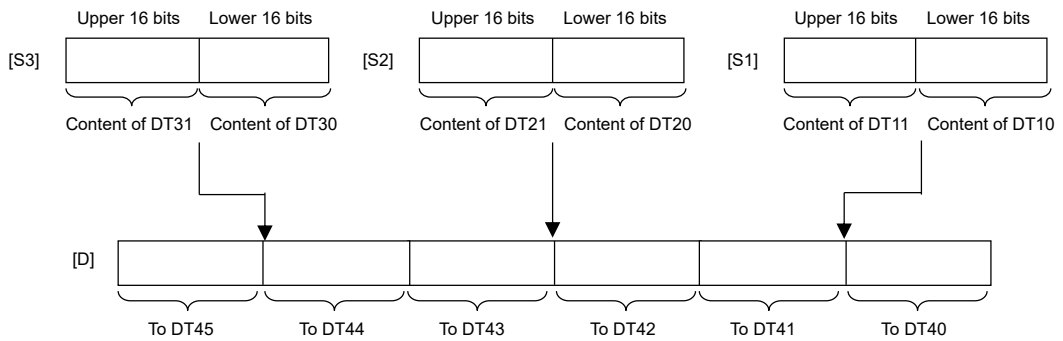 Upper 16 bits Lower 16 bits Upper 16 bits Lower 16 bits Upper 16 bits Lower 16 bits
[S3] [S2] [S1]
Content of DT31 Content of DT30 Content of DT21 Content of DT20 Content of DT11 Content of DT10
[D]
To DT45 To DT44 To DT43 To DT42 To DT41 To DT40